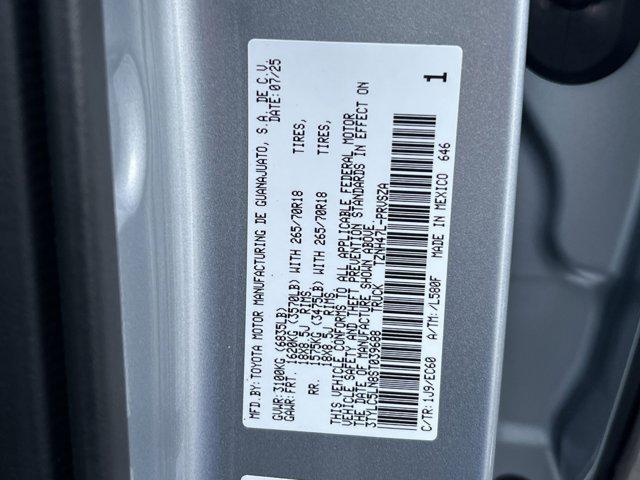 MFD.BY:TOYOTA MOTOR MANUFACTURING DE GUANAJUATO, S.A. DE C.V.
DATE:07/25
GVWR:3100KG (6835LB)
GAWR:FRT. 1620KG (3570LB) WITH 265/70R18 TIRES,
18X8.5J RIMS,
RR. 1575KG (3475LB) WITH 265/70R18 TIRES,
18X8.5J RIMS
THIS VEHICLE CONFORMS TO ALL APPLICABLE FEDERAL MOTOR
VEHICLE SAFETY AND THEFT PREVENTION STANDARDS IN EFFECT ON
THE DATE OF MANUFACTURE SHOWN ABOVE.
3TYLC5LN8ST039688 TRUCK TZNH47L-PRVSZA
1
C/TR:1J9/EC60 A/TM:/L580F MADE IN MEXICO 646